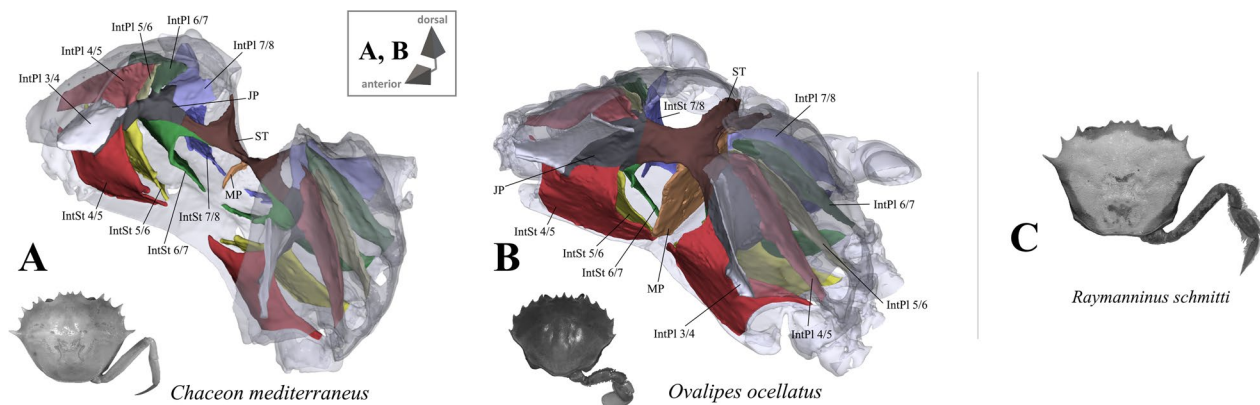 IntPl 6/7
IntPl 5/6
IntPl 4/5
IntPl 7/8
IntPl 3/4
JP
ST
MP
IntSt 4/5
IntSt 5/6
IntSt 7/8
IntSt 6/7
A
Chaceon mediterraneus
A, B
dorsal
anterior
ST
IntSt 7/8
IntPl 7/8
JP
IntPl 6/7
IntSt 4/5
IntSt 5/6
IntSt 6/7
MP
IntPl 5/6
IntPl 3/4
IntPl 4/5
B
Ovalipes ocellatus
C
Raymanninus schmitti